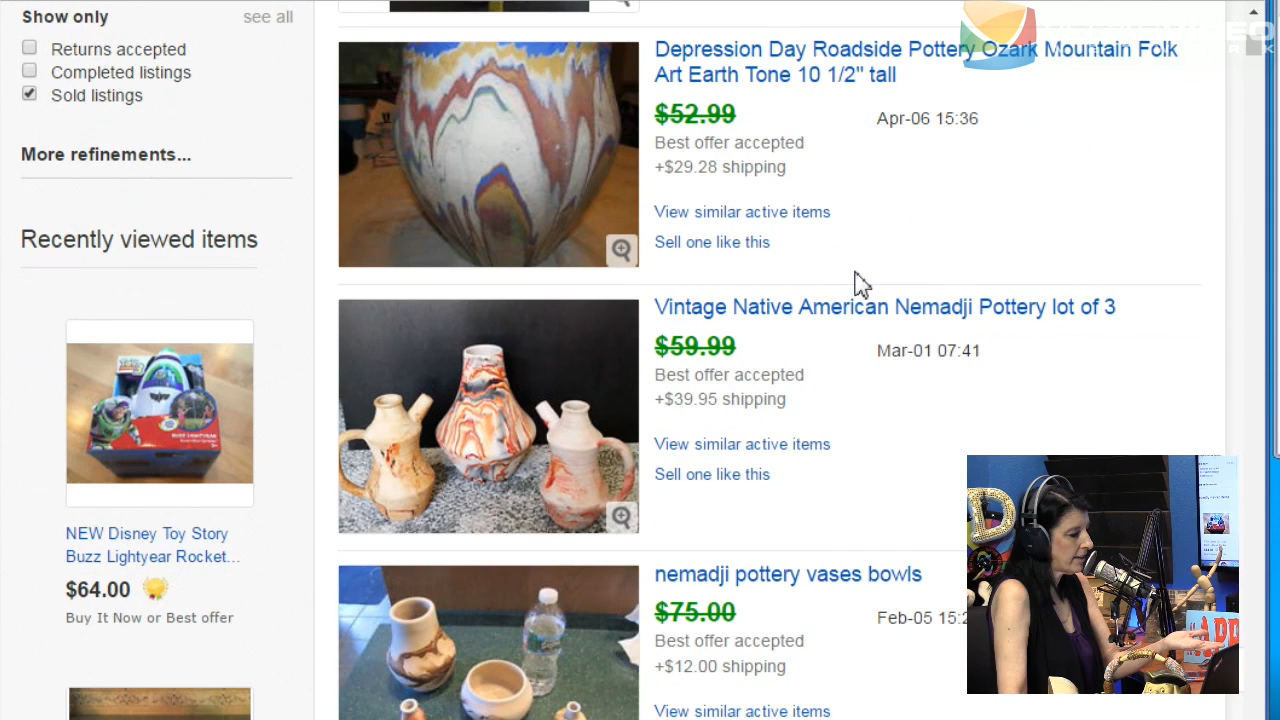 Show only
see all
Returns accepted
Completed listings
Sold listings
More refinements...
Recently viewed items
NEW Disney Toy Story
Buzz Lightyear Rocket...
$64.00
Buy It Now or Best offer
Depression Day Roadside Pottery Ozark Mountain Folk
Art Earth Tone 10 1/2" tall
$52.99
Apr-06 15:36
Best offer accepted
+$29.28 shipping
View similar active items
Sell one like this
Vintage Native American Nemadji Pottery lot of 3
$59.99
Mar-01 07:41
Best offer accepted
+$39.95 shipping
View similar active items
Sell one like this
nemadji pottery vases bowls
$75.00
Feb-05 15:2
Best offer accepted
+$12.00 shipping
View similar active items